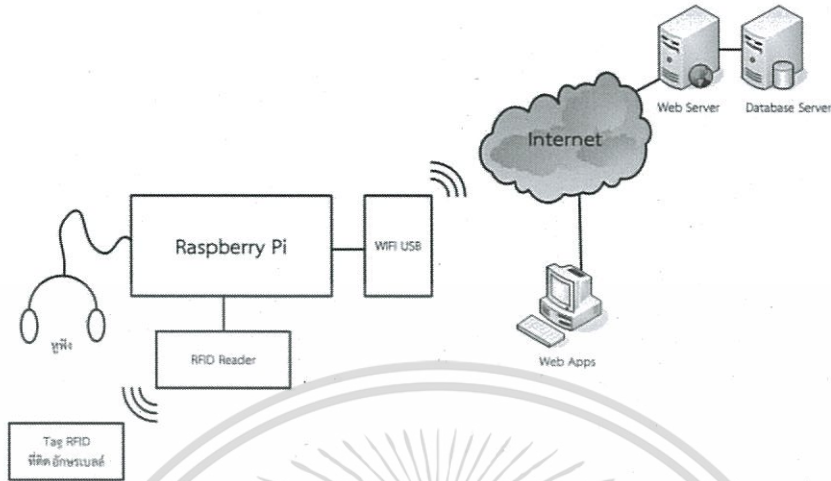 Web Server
Database Server
Internet
Raspberry Pi
WIFI USB
หูฟัง
RFID Reader
Web Apps
Tag RFID
ที่ติดอักษรเบลล์